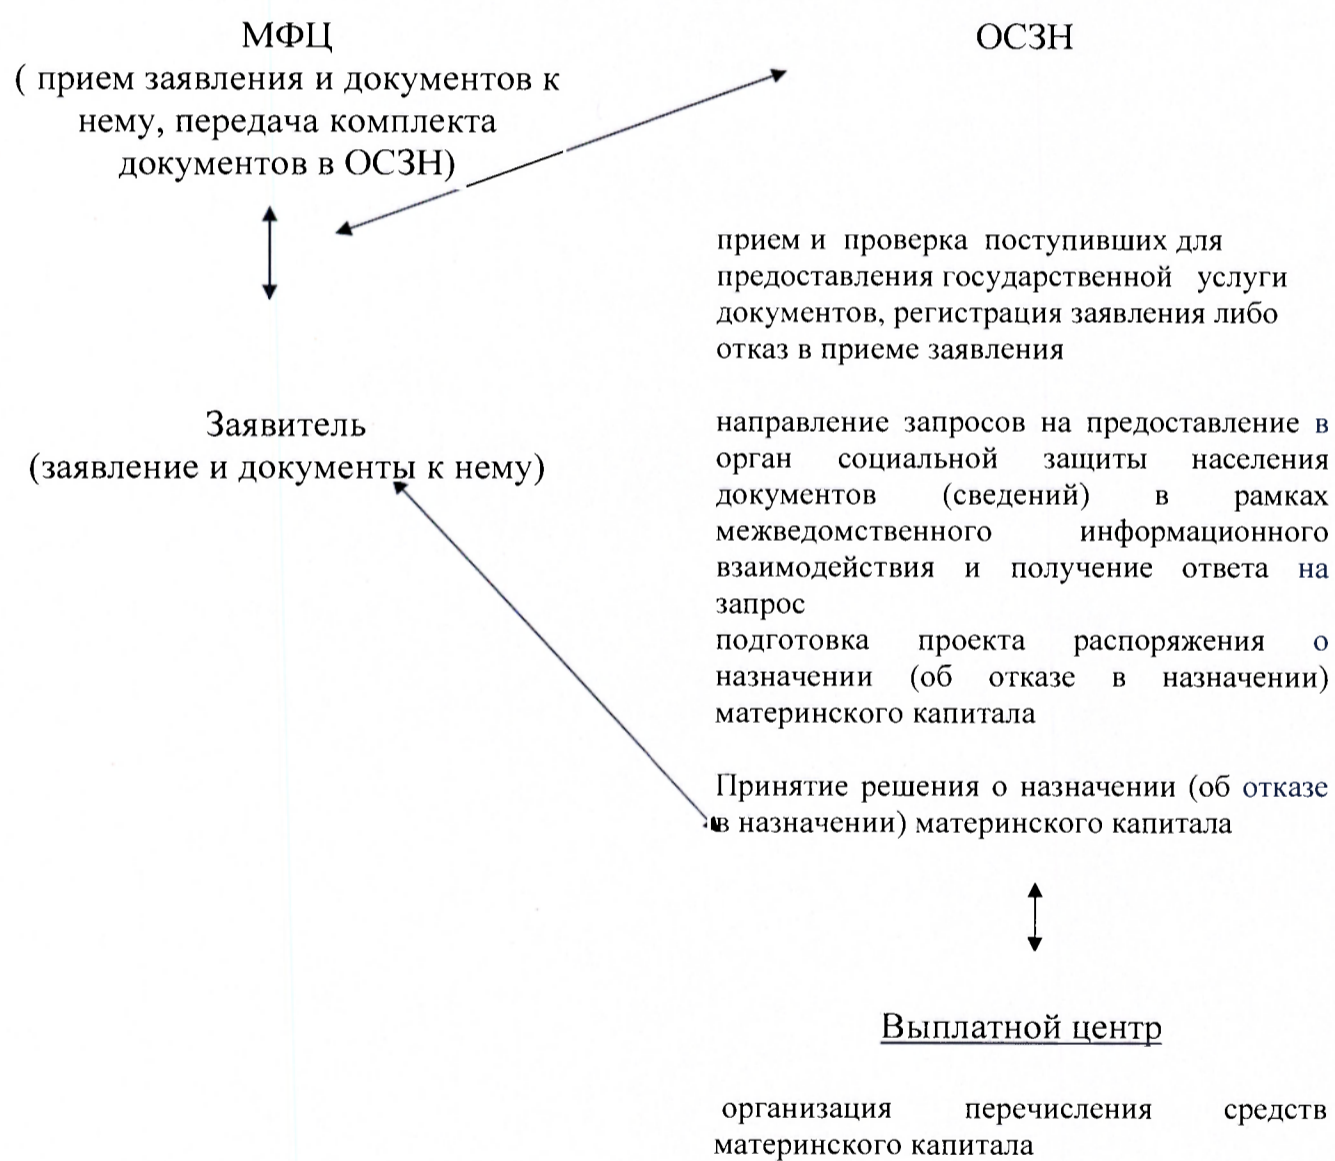 МФЦ
( прием заявления и документов к
нему, передача комплекта
документов в ОСЗН)
Заявитель
(заявление и документы к нему)
ОСЗН
прием и проверка поступивших для
предоставления государственной услуги
документов, регистрация заявления либо
отказ в приеме заявления
направление запросов на предоставление в
орган социальной защиты населения
документов (сведений) в рамках
межведомственного информационного
взаимодействия и получение ответа на
запрос
подготовка проекта распоряжения о
назначении (об отказе в назначении)
материнского капитала
Принятие решения о назначении (об отказе
в назначении) материнского капитала
Выплатной центр
организация перечисления средств
материнского капитала